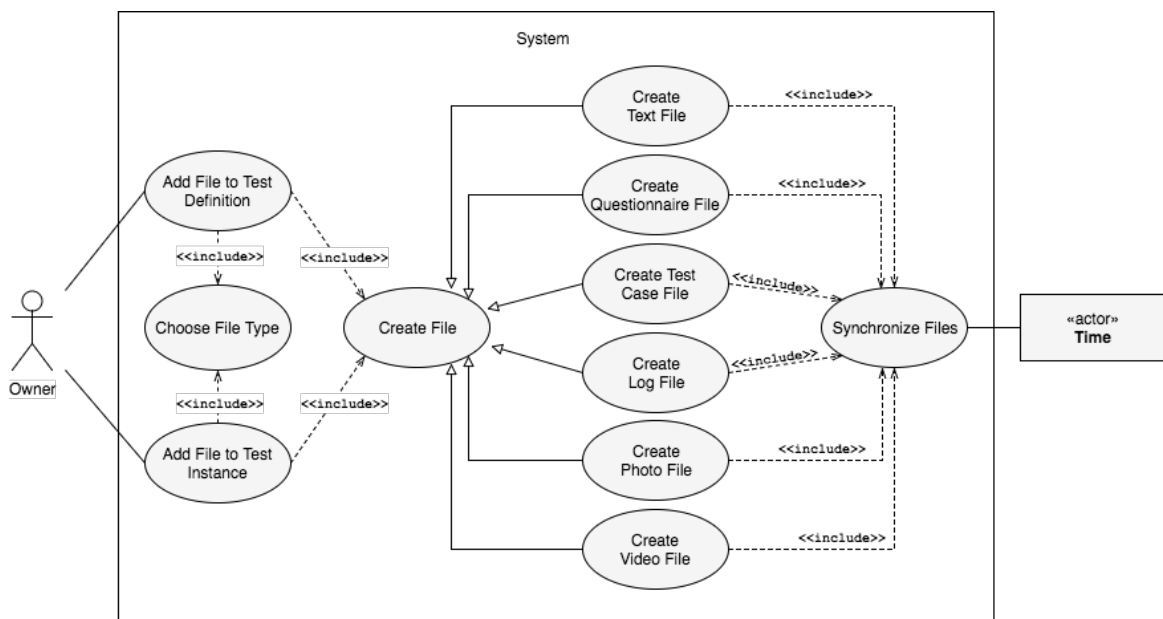 System
Create
Text File
<<include>>
Create
Questionnaire File
<<include>>
Add File to Test
Definition
<<include>>
<<include>>
Create Test
Case File
<<include>>
Choose File Type
Create File
Synchronize Files
«actor»
Time
Owner
Create
Log File
<<include>>
<<include>>
<<include>>
Add File to Test
Instance
Create
Photo File
<<include>>
Create
Video File
<<include>>